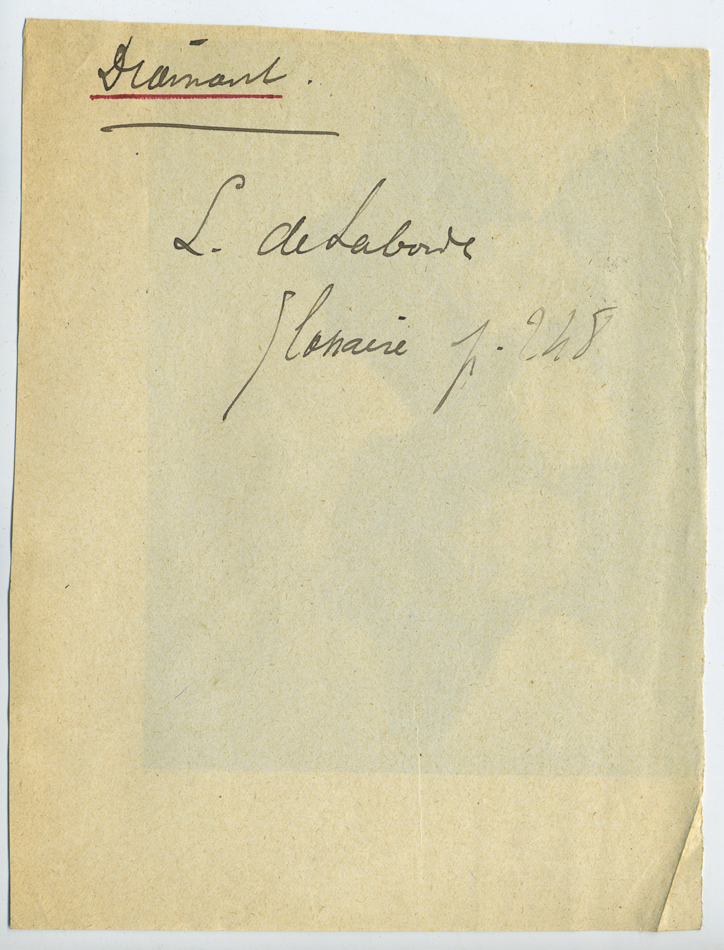 Diamant.
L. de Laborde
Glossaire p. 248